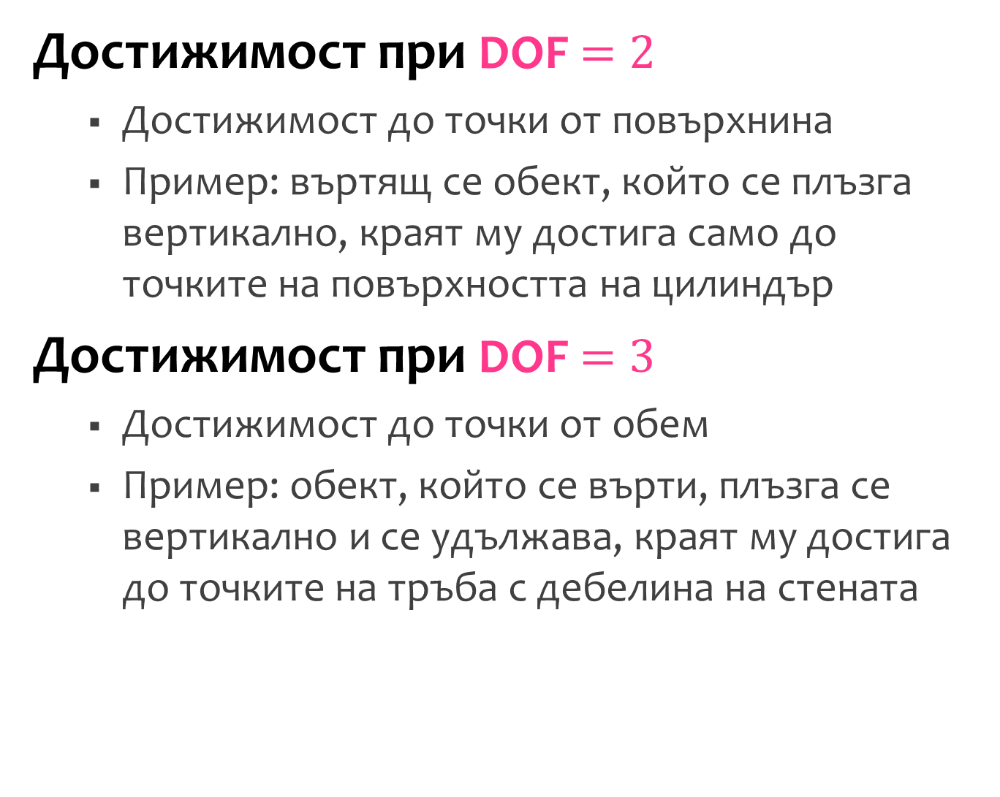 Достижимост при DOF = 2
▪ Достижимост до точки от повърхнина
▪ Пример: въртящ се обект, който се плъзга
вертикално, краят му достига само до
точките на повърхността на цилиндър
Достижимост при DOF = 3
▪ Достижимост до точки от обем
▪ Пример: обект, който се върти, плъзга се
вертикално и се удължава, краят му достига
до точките на тръба с дебелина на стената